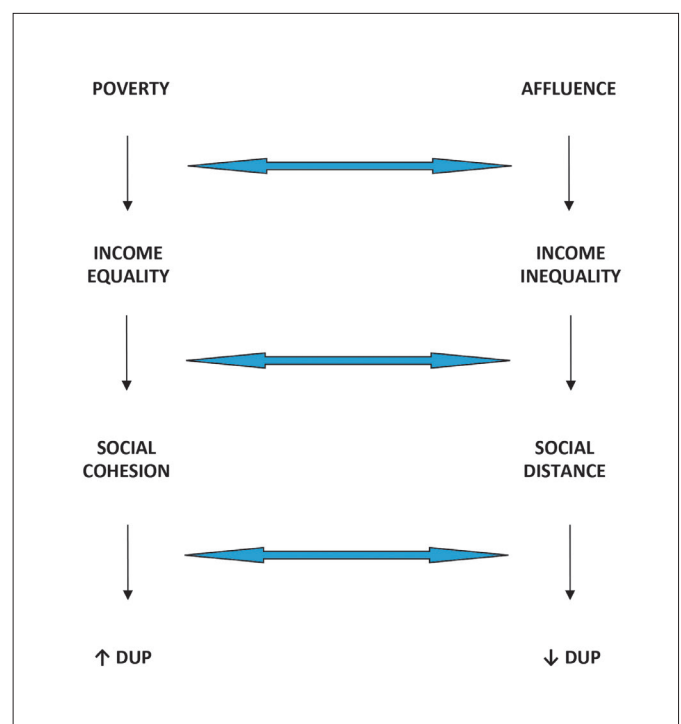 POVERTY
AFFLUENCE
INCOME
EQUALITY
INCOME
INEQUALITY
SOCIAL
COHESION
SOCIAL
DISTANCE
↑ DUP
↓ DUP